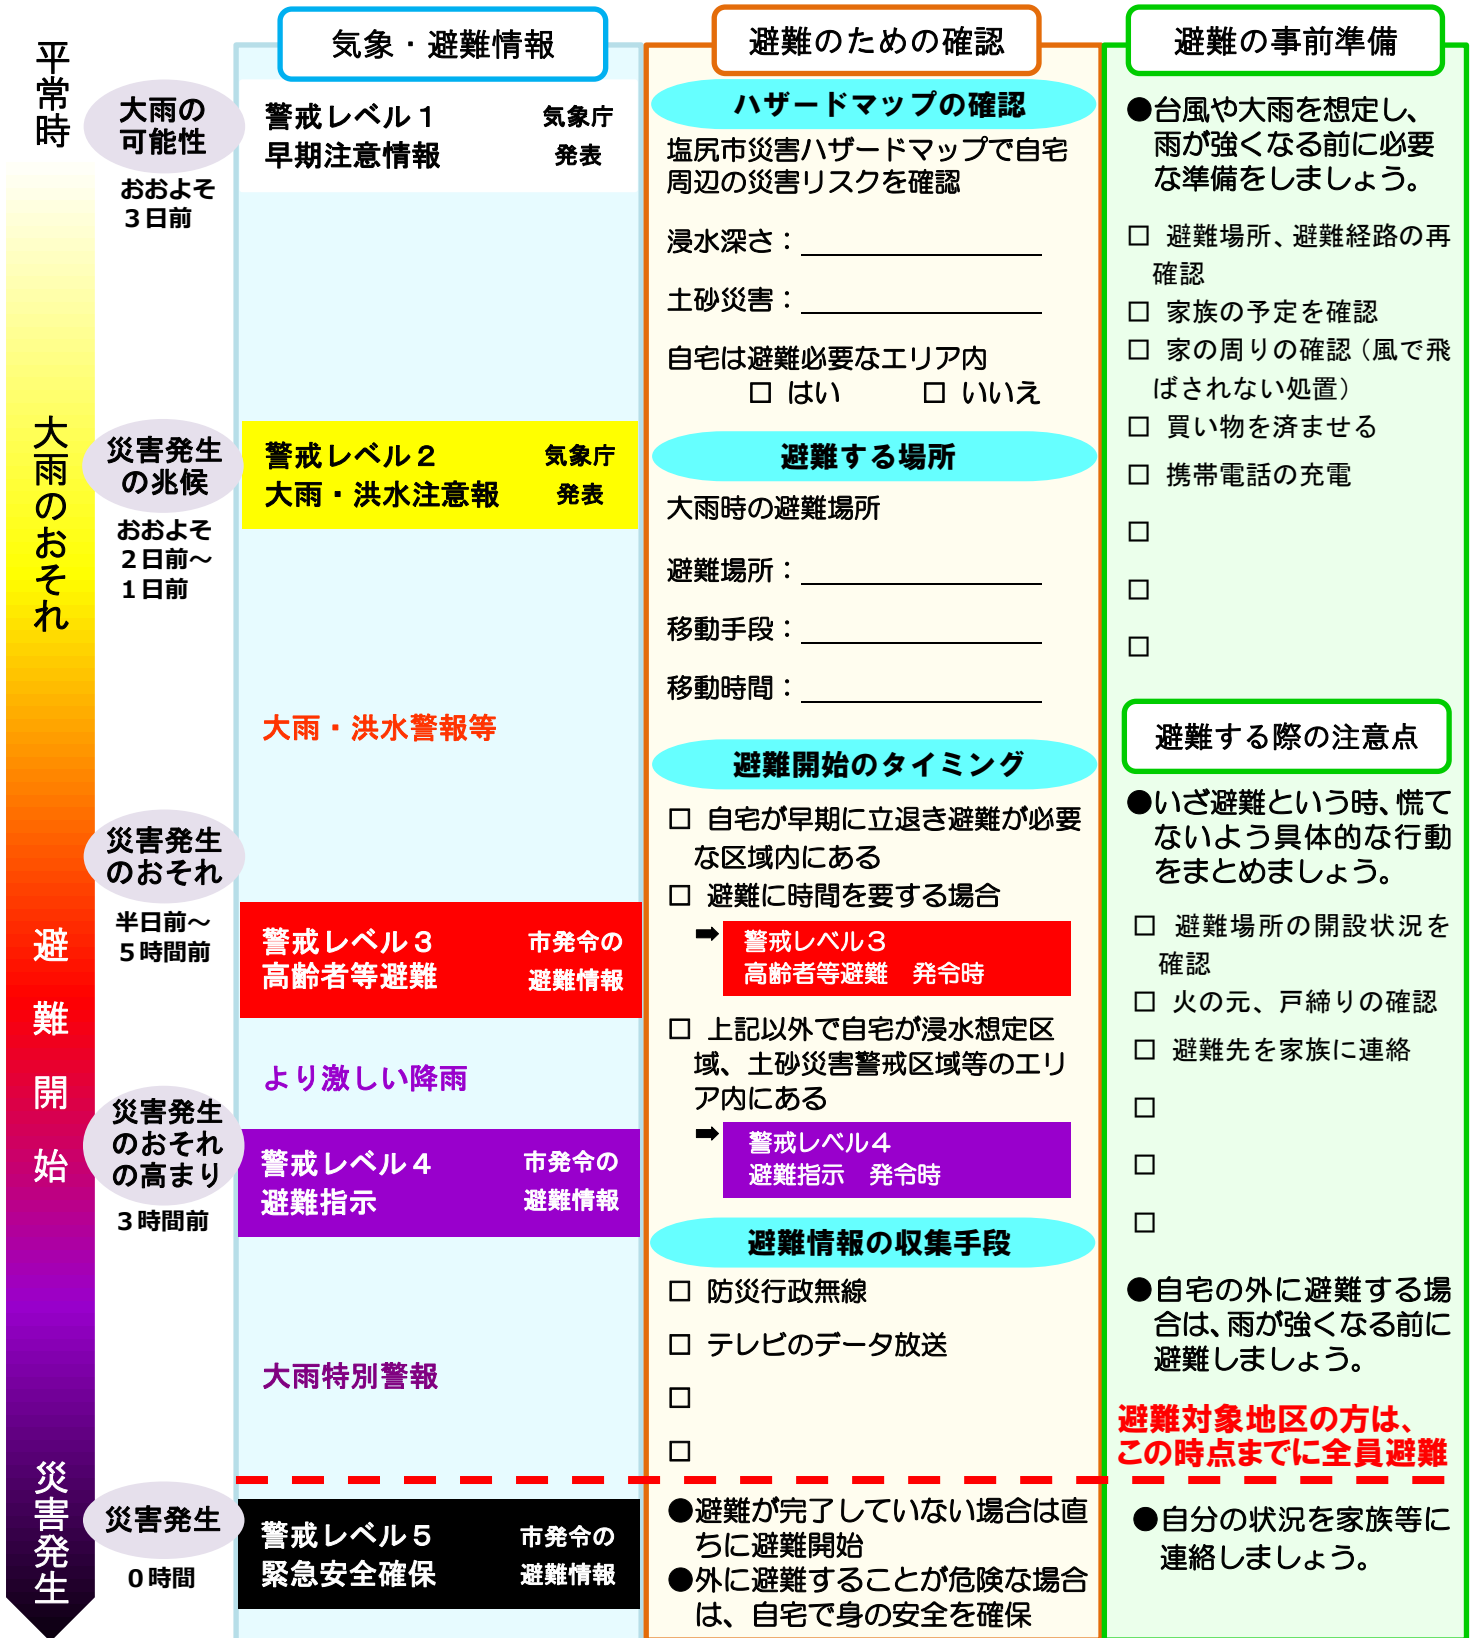 平常時
大雨のおそれ
避難開始
災害発生
大雨の
可能性
おおよそ
３日前
災害発生
の兆候
おおよそ
２日前～
１日前
災害発生
のおそれ
半日前～
５時間前
災害発生
のおそれ
の高まり
３時間前
災害発生
０時間
気象・避難情報
警戒レベル１ 気象庁
早期注意情報 発表
警戒レベル２ 気象庁
大雨・洪水注意報 発表
大雨・洪水警報等
警戒レベル３ 市発令の
高齢者等避難 避難情報
より激しい降雨
警戒レベル４ 市発令の
避難指示 避難情報
大雨特別警報
警戒レベル５ 市発令の
緊急安全確保 避難情報
避難のための確認
ハザードマップの確認
塩尻市災害ハザードマップで自宅
周辺の災害リスクを確認
浸水深さ：
土砂災害：
自宅は避難必要なエリア内
□ はい □ いいえ
避難する場所
大雨時の避難場所
避難場所：
移動手段：
移動時間：
避難開始のタイミング
□ 自宅が早期に立退き避難が必要
な区域内にある
□ 避難に時間を要する場合
➡ 警戒レベル３
高齢者等避難　発令時
□ 上記以外で自宅が浸水想定区
域、土砂災害警戒区域等のエリ
ア内にある
➡ 警戒レベル４
避難指示　発令時
避難情報の収集手段
□ 防災行政無線
□ テレビのデータ放送
□
□
●避難が完了していない場合は直
ちに避難開始
●外に避難することが危険な場合
は、自宅で身の安全を確保
避難の事前準備
●台風や大雨を想定し、
雨が強くなる前に必要
な準備をしましょう。
□ 避難場所、避難経路の再
確認
□ 家族の予定を確認
□ 家の周りの確認（風で飛
ばされない処置）
□ 買い物を済ませる
□ 携帯電話の充電
□
□
□
避難する際の注意点
●いざ避難という時、慌て
ないよう具体的な行動
をまとめましょう。
□ 避難場所の開設状況を
確認
□ 火の元、戸締りの確認
□ 避難先を家族に連絡
□
□
□
●自宅の外に避難する場
合は、雨が強くなる前に
避難しましょう。
避難対象地区の方は、
この時点までに全員避難
●自分の状況を家族等に
連絡しましょう。